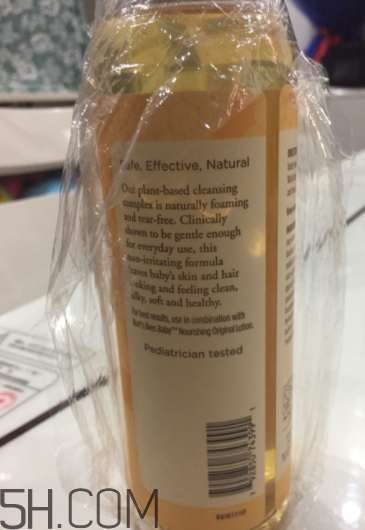 Safe, Effective, Natural
Our plant-based cleansing
complex is naturally foaming
and tear-free. Clinically
shown to be gentle enough
for everyday use, this
non-irritating formula
leaves baby's skin and hair
looking and feeling clean,
silky, soft and healthy.
For best results, use in combination with
Burt's Bees Baby™ Nourishing Original Lotion.
Pediatrician tested
5H.COM